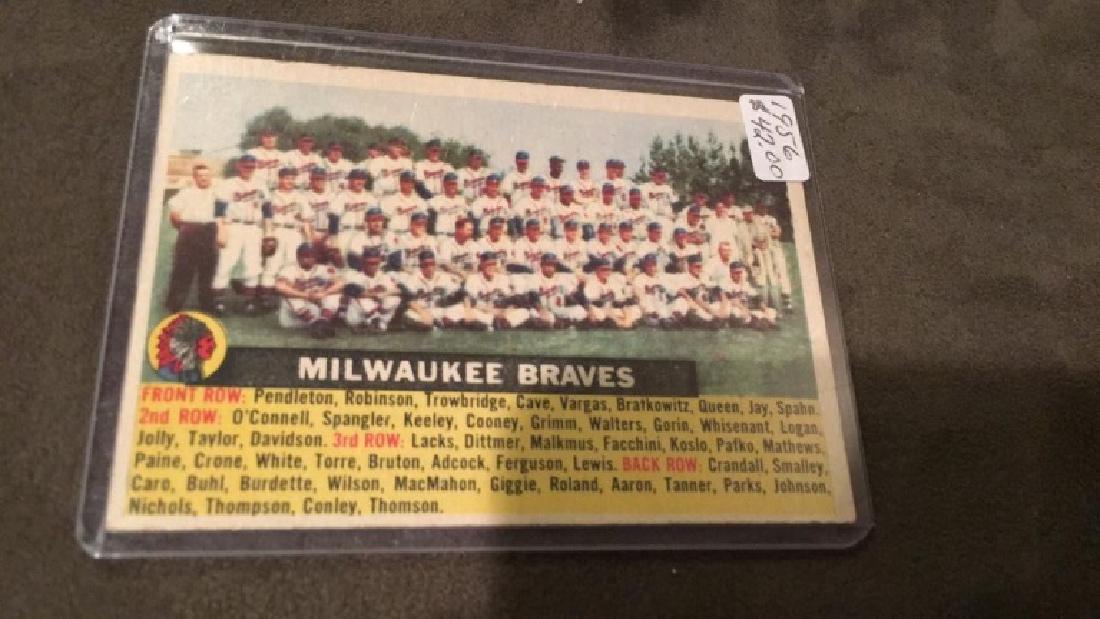 1956
$42.00
MILWAUKEE BRAVES
FRONT ROW: Pendleton, Robinson, Trowbridge, Cave, Vargas, Bratkowitz, Queen, Jay, Spahn.
2nd ROW: O'Connell, Spangler, Keeley, Cooney, Grimm, Walters, Gorin, Whisenant, Logan,
Jolly, Taylor, Davidson. 3rd ROW: Lacks, Dittmer, Malkmus, Facchini, Koslo, Pafko, Mathews,
Paine, Crone, White, Torre, Bruton, Adcock, Ferguson, Lewis. BACK ROW: Crandall, Smalley,
Caro, Buhl, Burdette, Wilson, MacMahon, Giggie, Roland, Aaron, Tanner, Parks, Johnson,
Nichols, Thompson, Conley, Thomson.